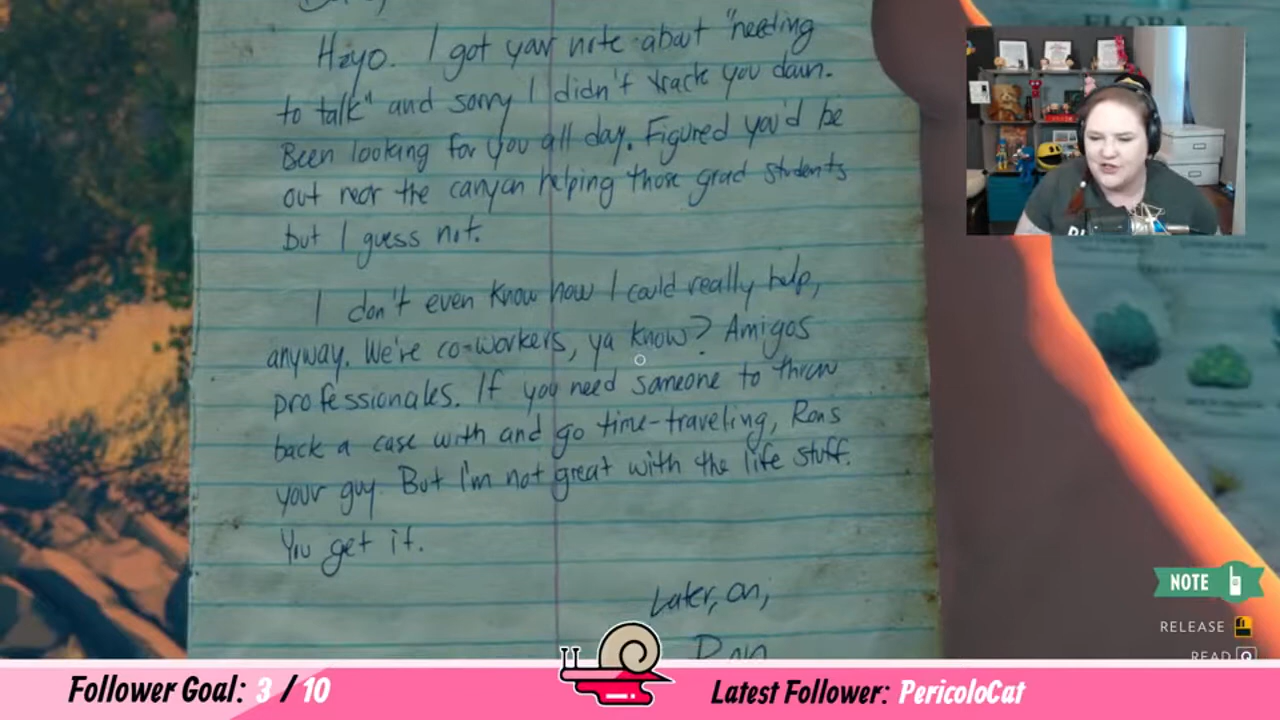 Heyo. I got your note about "needing
to talk" and sorry I didn't track you down.
Been looking for you all day. Figured you'd be
out near the canyon helping those grad students
but I guess not.
I don't even know how I could really help,
anyway. We're co-workers, ya know? Amigos
professionales. If you need someone to throw
back a case with and go time-traveling, Ron's
your guy. But I'm not great with the life stuff.
You get it.
Later, on,
Ron
FLORA
NOTE
RELEASE
READ Q
Follower Goal: 3 / 10
Latest Follower: PericoloCat